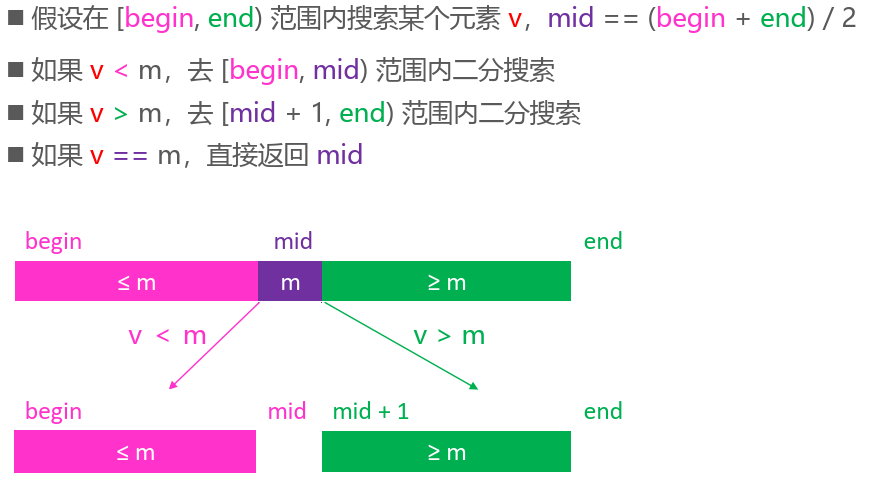 ■ 假设在 [begin, end) 范围内搜索某个元素 v，mid == (begin + end) / 2
■ 如果 v < m，去 [begin, mid) 范围内二分搜索
■ 如果 v > m，去 [mid + 1, end) 范围内二分搜索
■ 如果 v == m，直接返回 mid
begin mid end
≤ m m ≥ m
v < m v > m
begin mid mid + 1 end
≤ m ≥ m